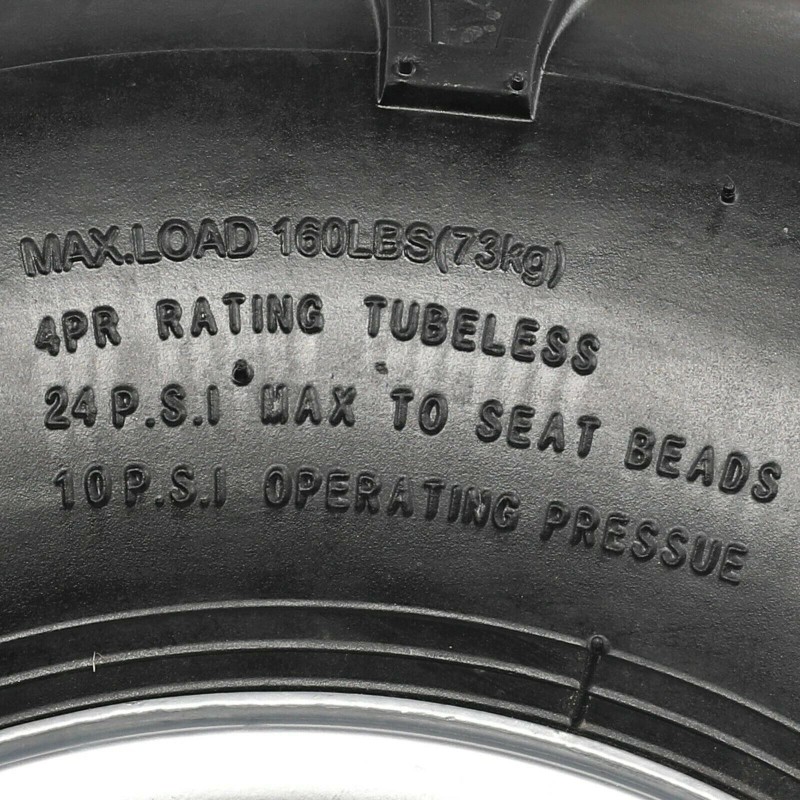 MAX.LOAD 160LBS(73kg)
4PR RATING TUBELESS
24 P.S.I MAX TO SEAT BEADS
10 P.S.I OPERATING PRESSUE